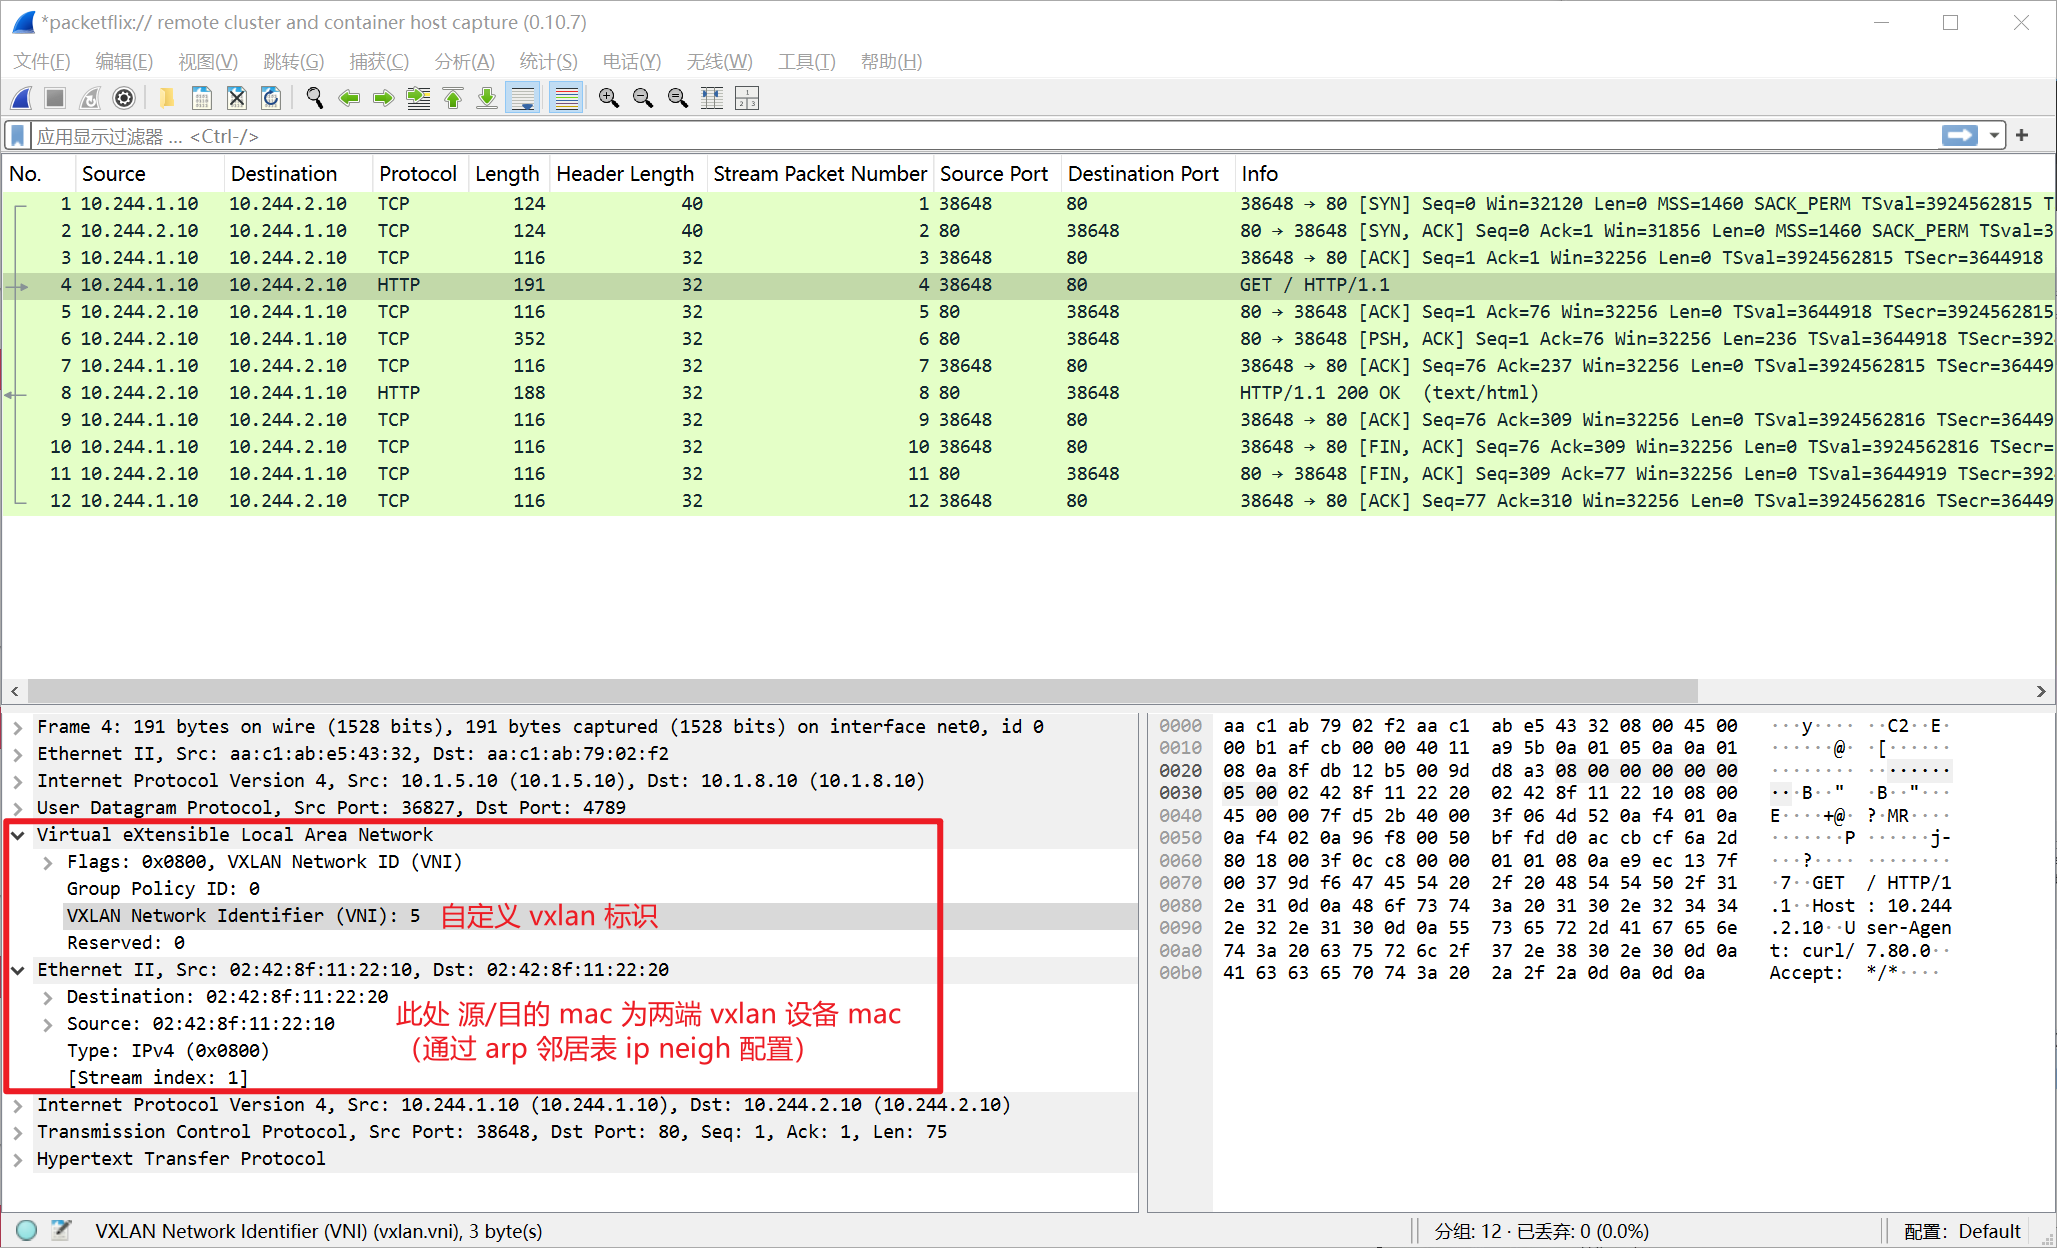 *packetflix:// remote cluster and container host capture (0.10.7)
文件(F) 编辑(E) 视图(V) 跳转(G) 捕获(C) 分析(A) 统计(S) 电话(Y) 无线(W) 工具(T) 帮助(H)
应用显示过滤器 … <Ctrl-/>
No. Source Destination Protocol Length Header Length Stream Packet Number Source Port Destination Port Info
1 10.244.1.10 10.244.2.10 TCP 124 40 1 38648 80 38648 → 80 [SYN] Seq=0 Win=32120 Len=0 MSS=1460 SACK_PERM TSval=3924562815 T
2 10.244.2.10 10.244.1.10 TCP 124 40 2 80 38648 80 → 38648 [SYN, ACK] Seq=0 Ack=1 Win=31856 Len=0 MSS=1460 SACK_PERM TSval=3
3 10.244.1.10 10.244.2.10 TCP 116 32 3 38648 80 38648 → 80 [ACK] Seq=1 Ack=1 Win=32256 Len=0 TSval=3924562815 TSecr=3644918
4 10.244.1.10 10.244.2.10 HTTP 191 32 4 38648 80 GET / HTTP/1.1
5 10.244.2.10 10.244.1.10 TCP 116 32 5 80 38648 80 → 38648 [ACK] Seq=1 Ack=76 Win=32256 Len=0 TSval=3644918 TSecr=3924562815
6 10.244.2.10 10.244.1.10 TCP 352 32 6 80 38648 80 → 38648 [PSH, ACK] Seq=1 Ack=76 Win=32256 Len=236 TSval=3644918 TSecr=392
7 10.244.1.10 10.244.2.10 TCP 116 32 7 38648 80 38648 → 80 [ACK] Seq=76 Ack=237 Win=32256 Len=0 TSval=3924562815 TSecr=36449
8 10.244.2.10 10.244.1.10 HTTP 188 32 8 80 38648 HTTP/1.1 200 OK (text/html)
9 10.244.1.10 10.244.2.10 TCP 116 32 9 38648 80 38648 → 80 [ACK] Seq=76 Ack=309 Win=32256 Len=0 TSval=3924562816 TSecr=36449
10 10.244.1.10 10.244.2.10 TCP 116 32 10 38648 80 38648 → 80 [FIN, ACK] Seq=76 Ack=309 Win=32256 Len=0 TSval=3924562816 TSecr=
11 10.244.2.10 10.244.1.10 TCP 116 32 11 80 38648 80 → 38648 [FIN, ACK] Seq=309 Ack=77 Win=32256 Len=0 TSval=3644919 TSecr=392
12 10.244.1.10 10.244.2.10 TCP 116 32 12 38648 80 38648 → 80 [ACK] Seq=77 Ack=310 Win=32256 Len=0 TSval=3924562816 TSecr=36449
Frame 4: 191 bytes on wire (1528 bits), 191 bytes captured (1528 bits) on interface net0, id 0
Ethernet II, Src: aa:c1:ab:e5:43:32, Dst: aa:c1:ab:79:02:f2
Internet Protocol Version 4, Src: 10.1.5.10 (10.1.5.10), Dst: 10.1.8.10 (10.1.8.10)
User Datagram Protocol, Src Port: 36827, Dst Port: 4789
Virtual eXtensible Local Area Network
Flags: 0x0800, VXLAN Network ID (VNI)
Group Policy ID: 0
VXLAN Network Identifier (VNI): 5 自定义 vxlan 标识
Reserved: 0
Ethernet II, Src: 02:42:8f:11:22:10, Dst: 02:42:8f:11:22:20
Destination: 02:42:8f:11:22:20
Source: 02:42:8f:11:22:10
此处 源/目的 mac 为两端 vxlan 设备 mac
（通过 arp 邻居表 ip neigh 配置）
Type: IPv4 (0x0800)
[Stream index: 1]
Internet Protocol Version 4, Src: 10.244.1.10 (10.244.1.10), Dst: 10.244.2.10 (10.244.2.10)
Transmission Control Protocol, Src Port: 38648, Dst Port: 80, Seq: 1, Ack: 1, Len: 75
Hypertext Transfer Protocol
0000 aa c1 ab 79 02 f2 aa c1 ab e5 43 32 08 00 45 00 ···y···· ··C2··E·
0010 00 b1 af cb 00 00 40 11 a9 5b 0a 01 05 0a 0a 01 ······@· ·[······
0020 08 0a 8f db 12 b5 00 9d d8 a3 08 00 00 00 00 00 ········ ········
0030 05 00 02 42 8f 11 22 20 02 42 8f 11 22 10 08 00 ···B··" ·B··"···
0040 45 00 00 7f d5 2b 40 00 3f 06 4d 52 0a f4 01 0a E····+@· ?·MR····
0050 0a f4 02 0a 96 f8 00 50 bf fd d0 ac cb cf 6a 2d ·······P ······j-
0060 80 18 00 3f 0c c8 00 00 01 01 08 0a e9 ec 13 7f ···?···· ········
0070 00 37 9d f6 47 45 54 20 2f 20 48 54 54 50 2f 31 ·7··GET / HTTP/1
0080 2e 31 0d 0a 48 6f 73 74 3a 20 31 30 2e 32 34 34 .1··Host : 10.244
0090 2e 32 2e 31 30 0d 0a 55 73 65 72 2d 41 67 65 6e .2.10··U ser-Agen
00a0 74 3a 20 63 75 72 6c 2f 37 2e 38 30 2e 30 0d 0a t: curl/ 7.80.0··
00b0 41 63 63 65 70 74 3a 20 2a 2f 2a 0d 0a 0d 0a Accept: */*····
VXLAN Network Identifier (VNI) (vxlan.vni), 3 byte(s) 分组: 12 · 已丢弃: 0 (0.0%) 配置: Default